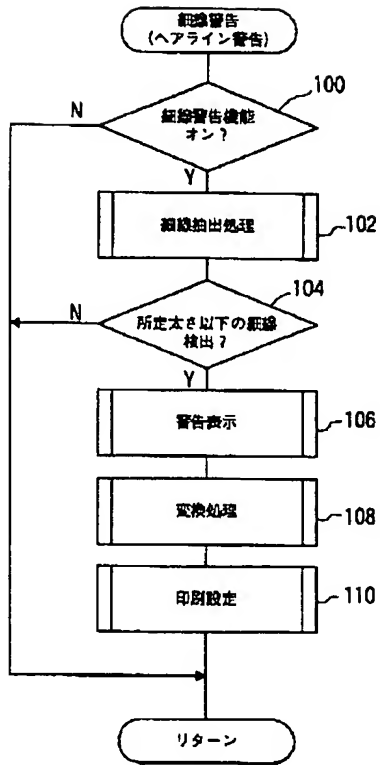 細線警告
(ヘアライン警告)
100
N
細線警告機能
オン？
Y
細線抽出処理
102
104
N
所定太さ以下の細線
検出？
Y
警告表示
106
変換処理
108
印刷設定
110
リターン